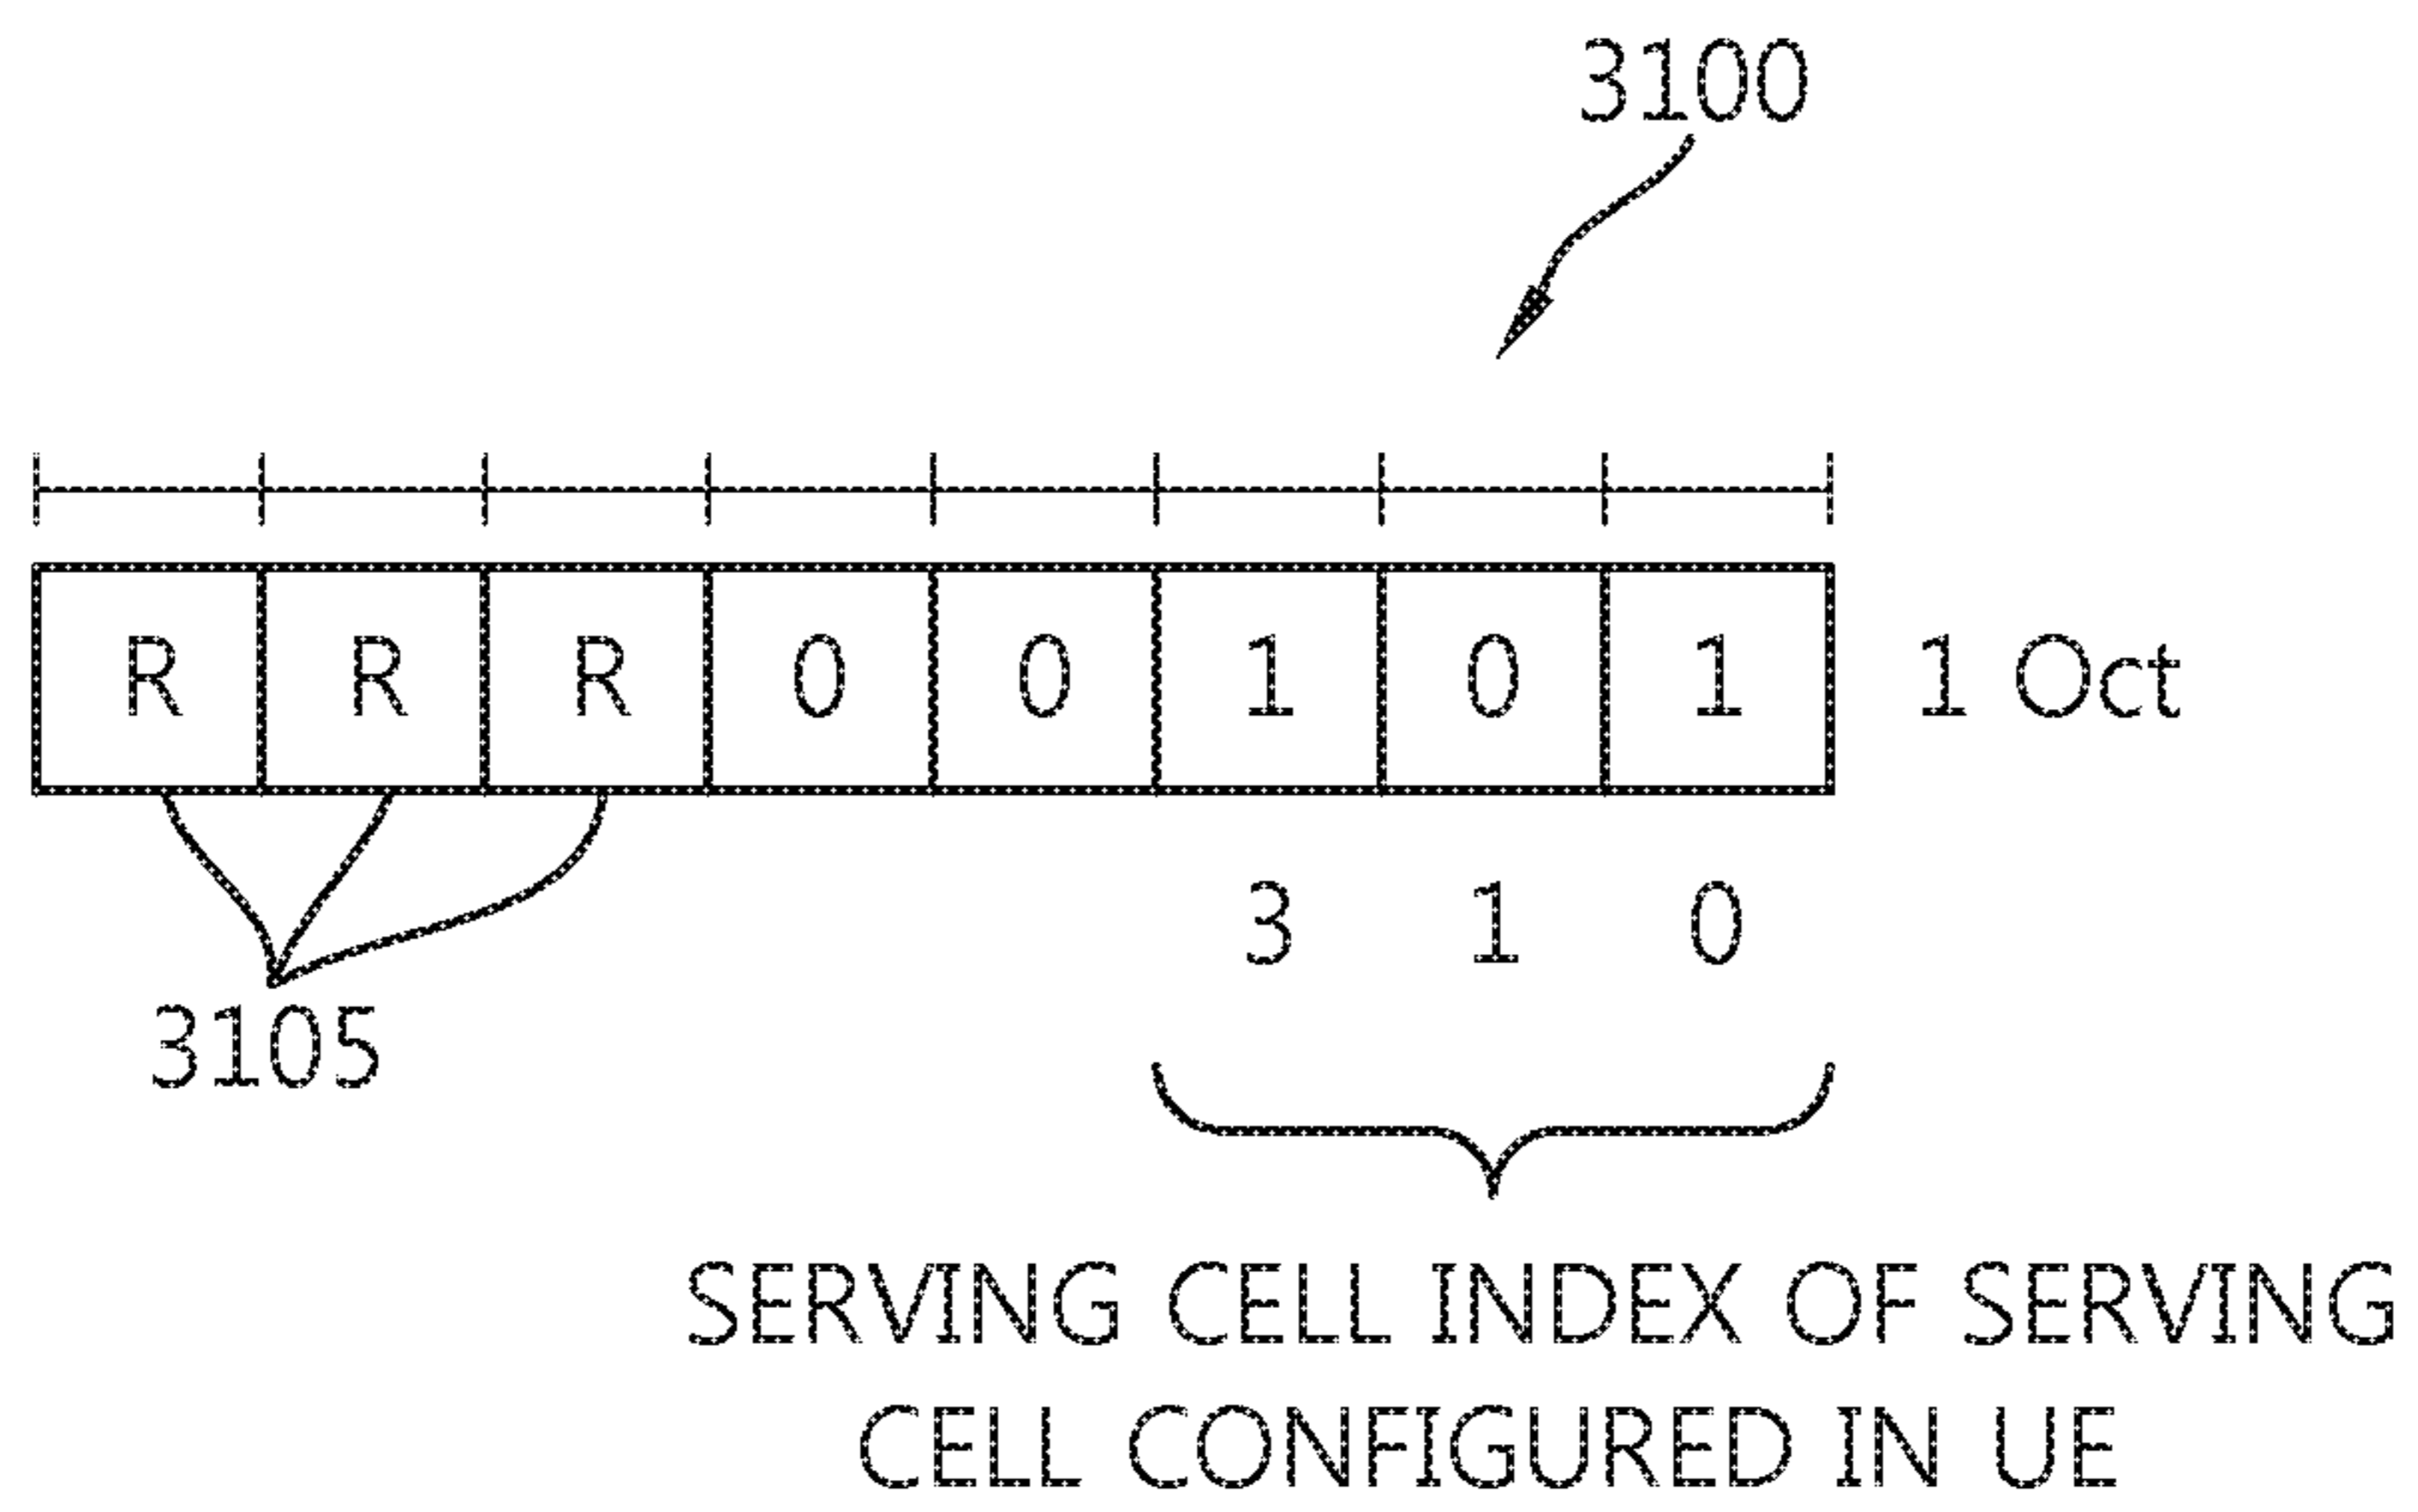 3100
R R R 0 0 1 0 1 1 Oct
3 1 0
3105
SERVING CELL INDEX OF SERVING
CELL CONFIGURED IN UE